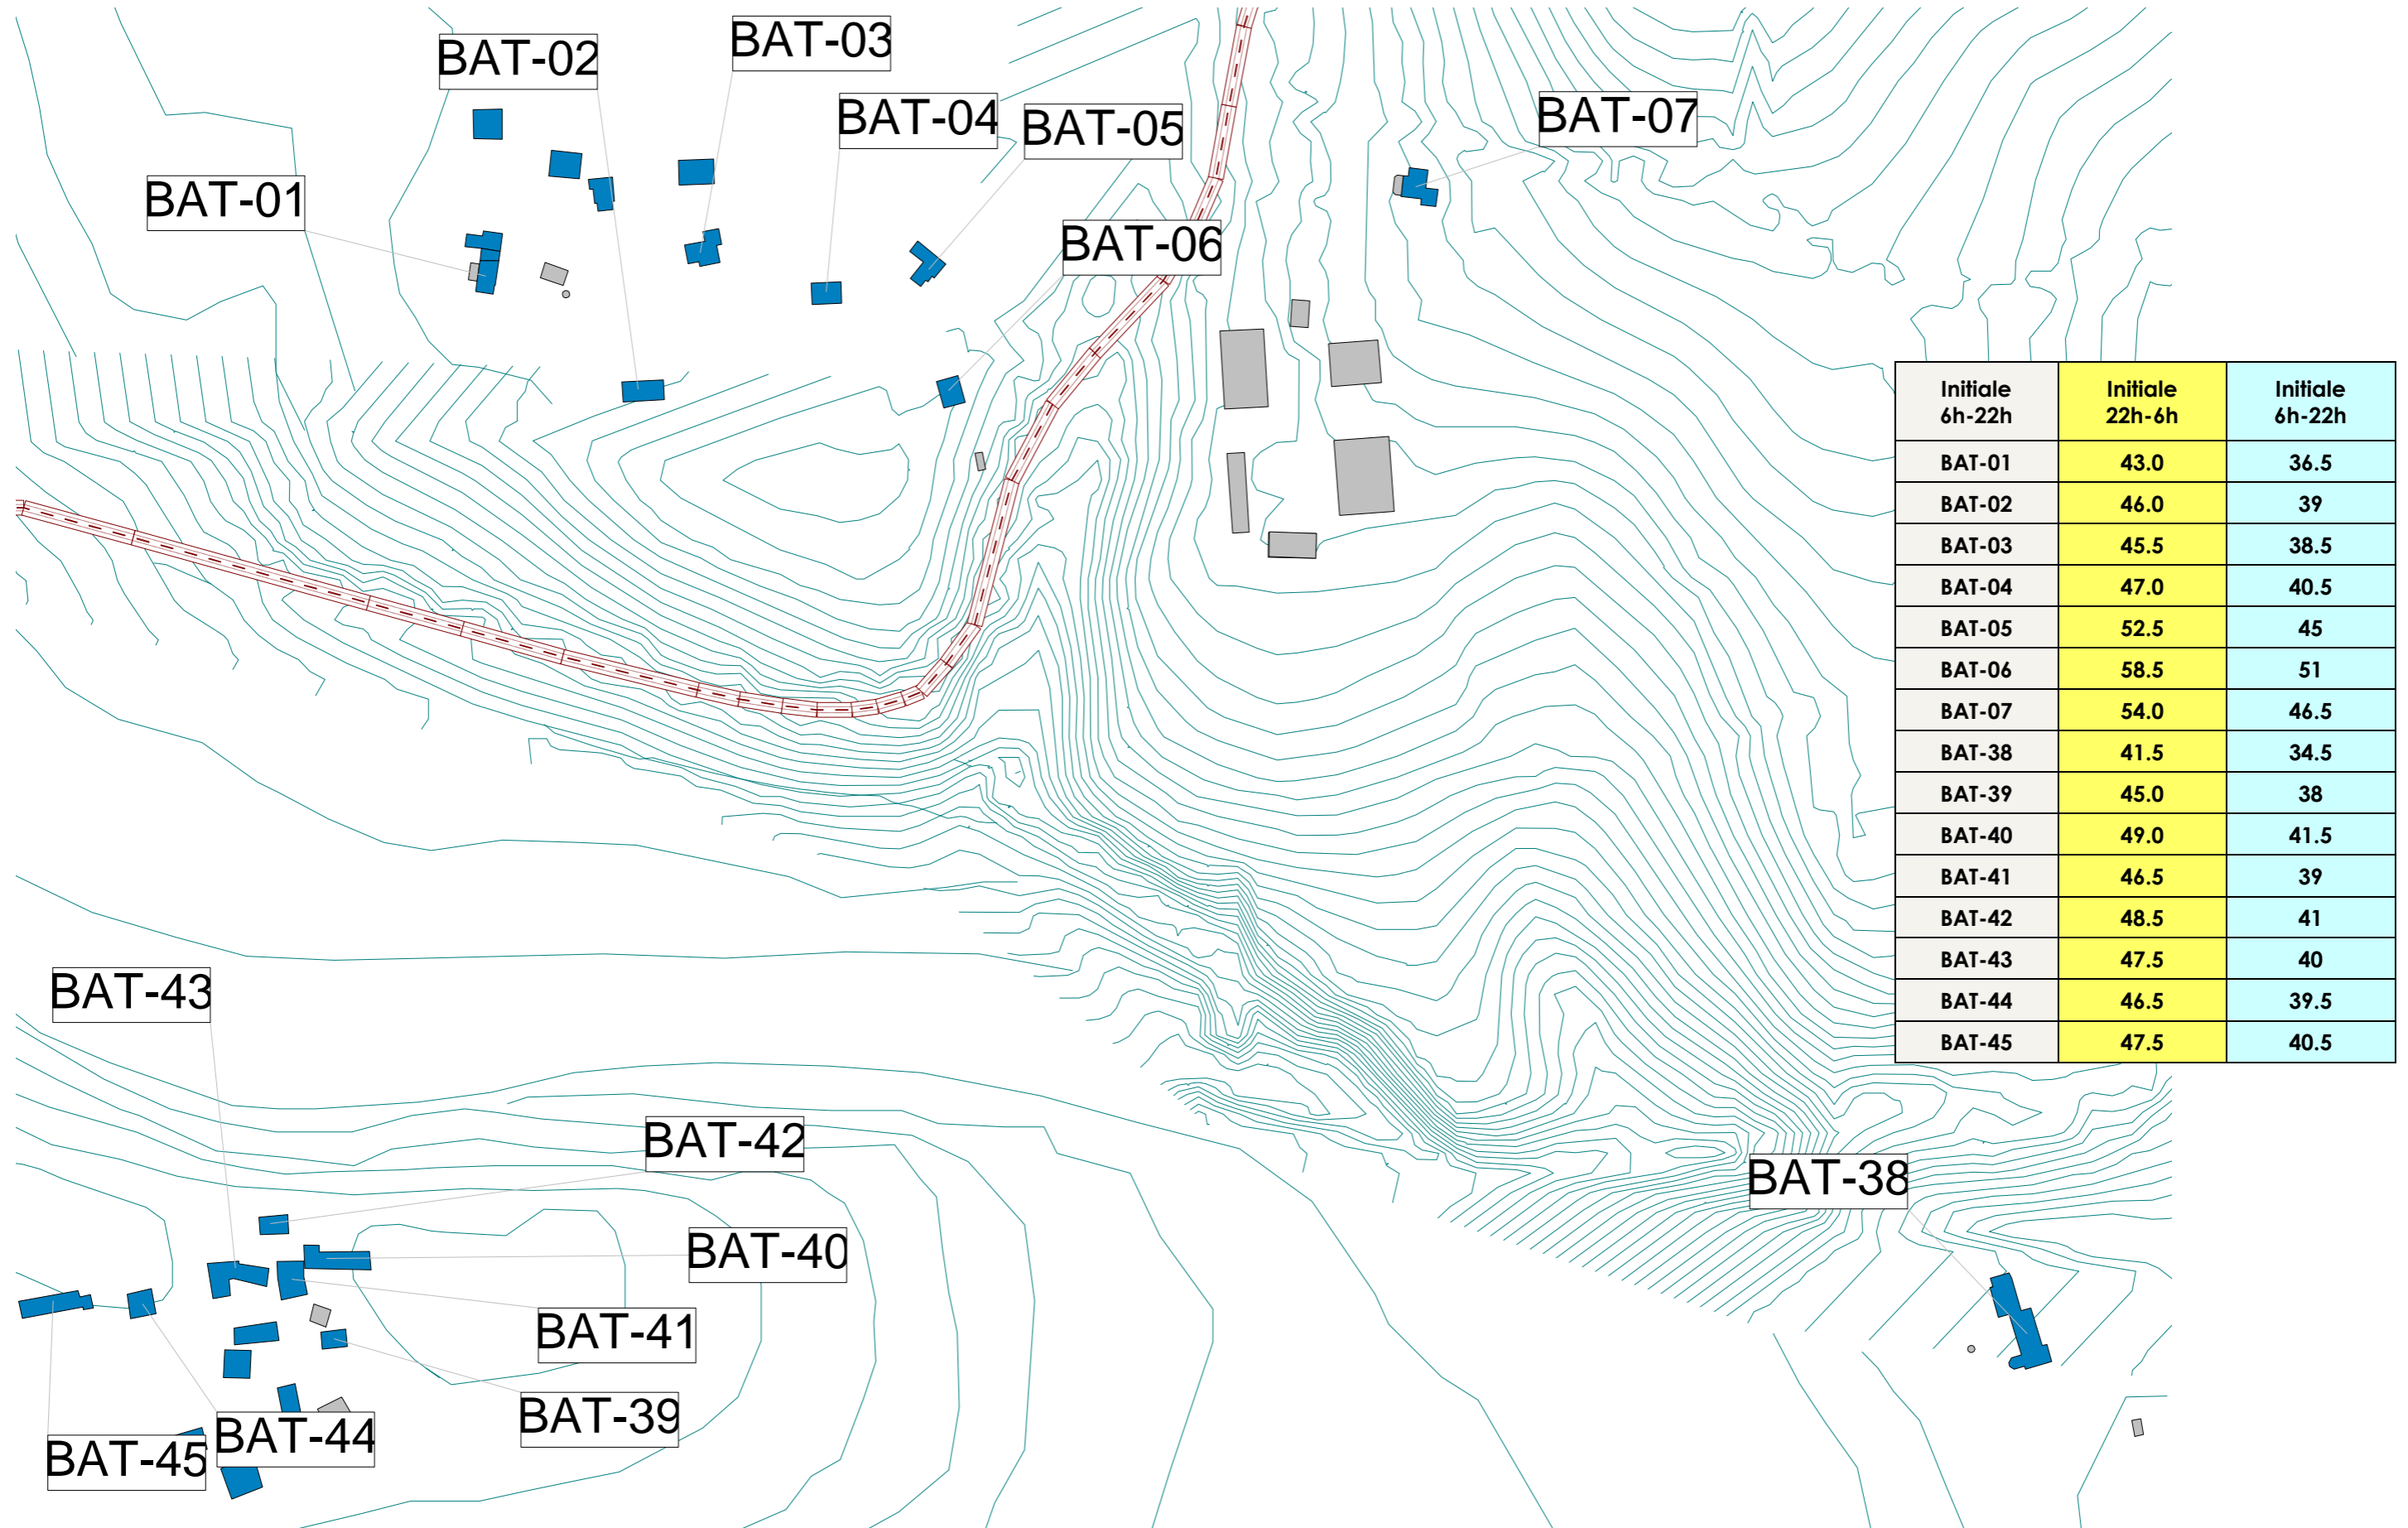 BAT-03
BAT-02
BAT-04
BAT-05
BAT-07
BAT-01
BAT-06
Initiale 6h-22h Initiale 22h-6h Initiale 6h-22h
BAT-01 43.0 36.5
BAT-02 46.0 39
BAT-03 45.5 38.5
BAT-04 47.0 40.5
BAT-05 52.5 45
BAT-06 58.5 51
BAT-07 54.0 46.5
BAT-38 41.5 34.5
BAT-39 45.0 38
BAT-40 49.0 41.5
BAT-41 46.5 39
BAT-42 48.5 41
BAT-43 47.5 40
BAT-44 46.5 39.5
BAT-45 47.5 40.5
BAT-43
BAT-42
BAT-38
BAT-40
BAT-41
BAT-39
BAT-44
BAT-45